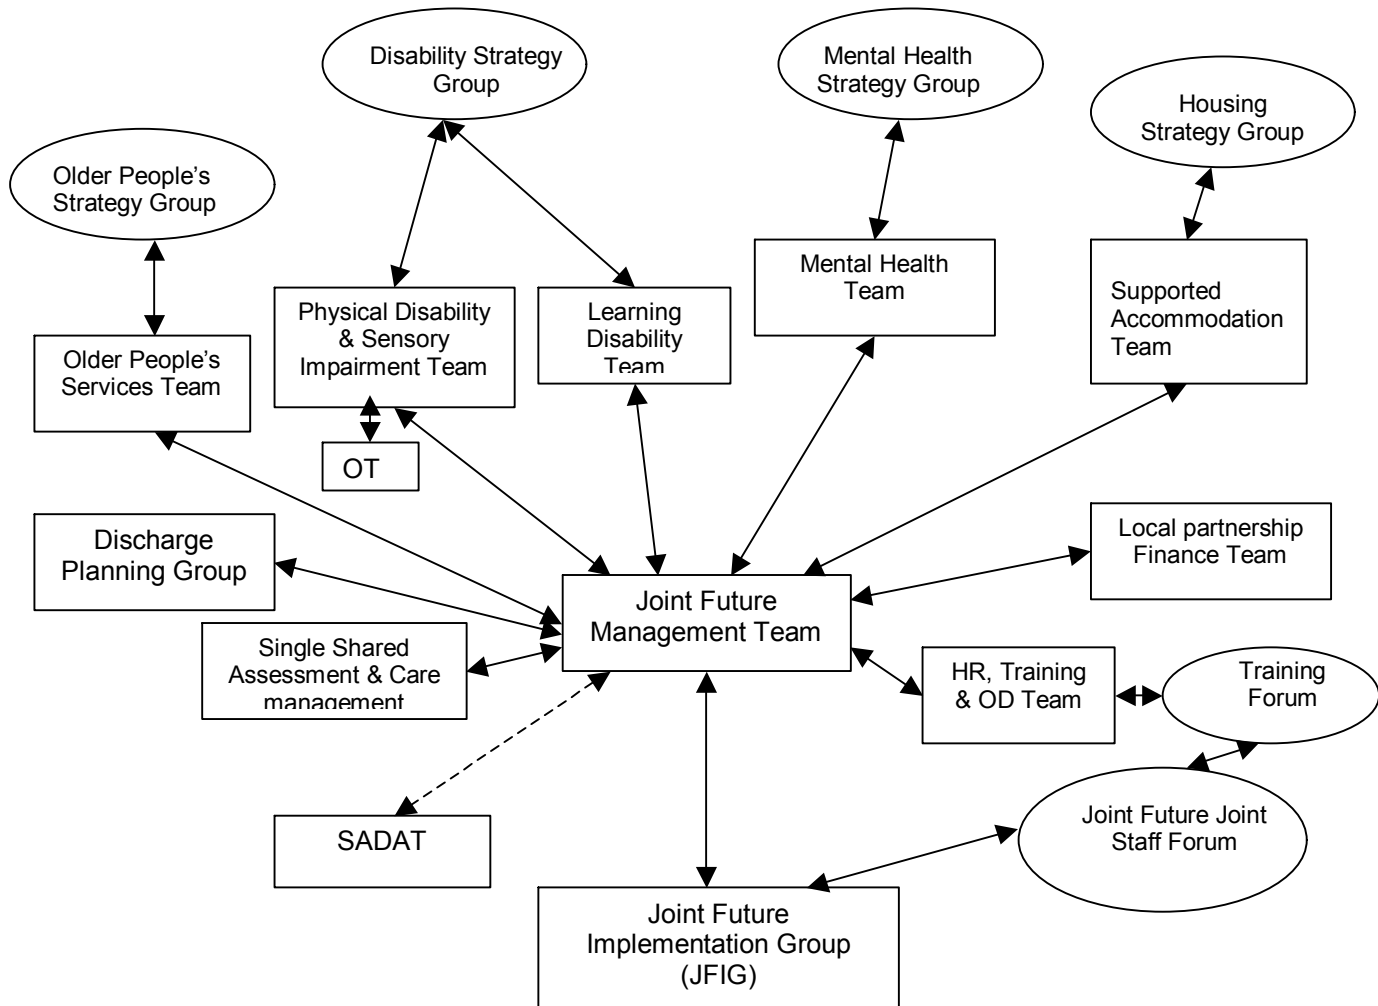 Disability Strategy
Group
Mental Health
Strategy Group
Housing
Strategy Group
Older People's
Strategy Group
Older People's
Services Team
Physical Disability
& Sensory
Impairment Team
Learning
Disability
Team
Mental Health
Team
Supported
Accommodation
Team
OT
Discharge
Planning Group
Local partnership
Finance Team
Joint Future
Management Team
Single Shared
Assessment & Care
management
HR, Training
& OD Team
Training
Forum
SADAT
Joint Future Joint
Staff Forum
Joint Future
Implementation Group
(JFIG)